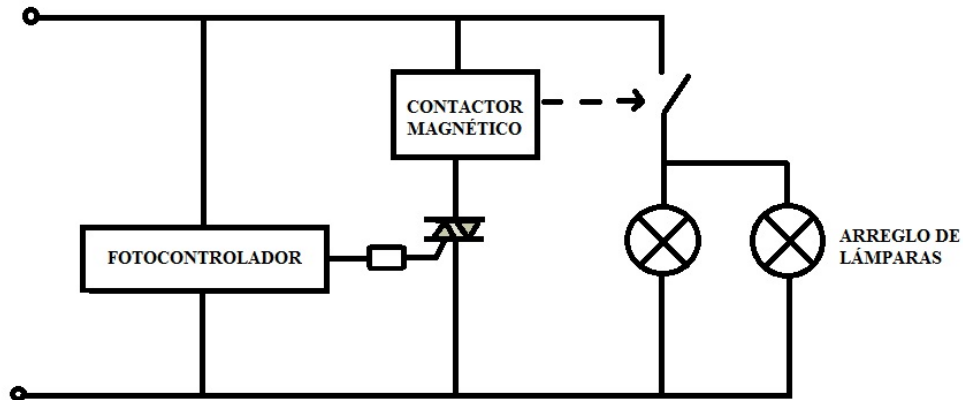 CONTACTOR
MAGNÉTICO
FOTOCONTROLADOR
ARREGLO DE
LÁMPARAS